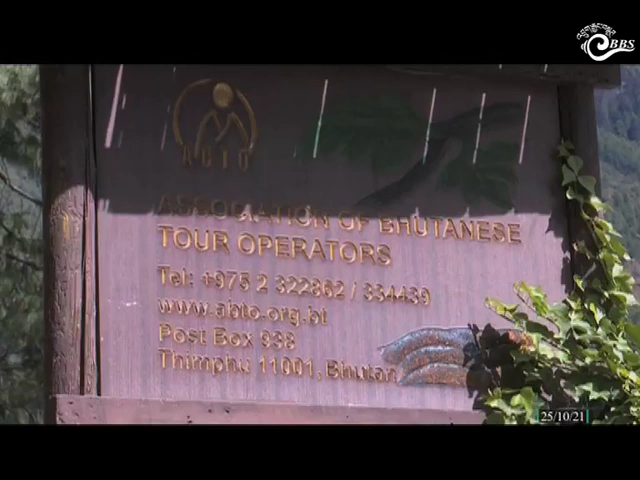 BBS
ABTO
ASSOCIATION OF BHUTANESE
TOUR OPERATORS
Tel: +975 2 322862 / 334439
www.abto.org.bt
Post Box 938
Thimphu 11001, Bhutan
25/10/21